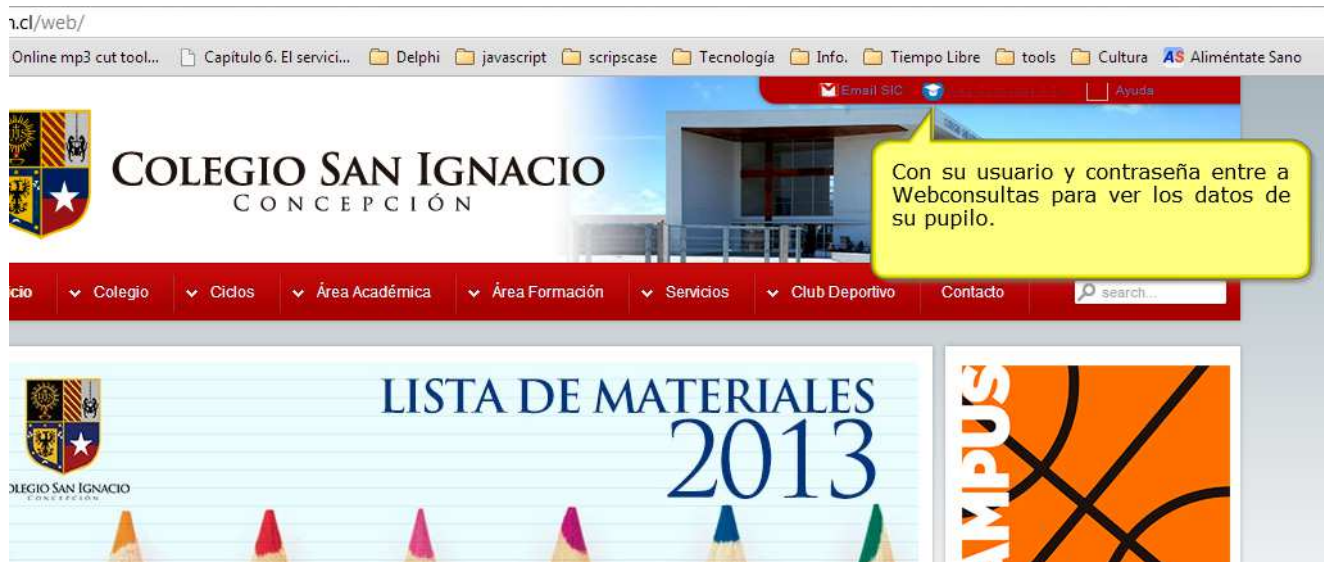 n.cl/web/
Online mp3 cut tool... Capítulo 6. El servici... Delphi javascript scripscase Tecnología Info. Tiempo Libre tools Cultura AS Aliméntate Sano
Email SIC Ayuda
COLEGIO SAN IGNACIO
CONCEPCIÓN
Con su usuario y contraseña entre a
Webconsultas para ver los datos de
su pupilo.
icio Colegio Ciclos Área Académica Área Formación Servicios Club Deportivo Contacto search...
LISTA DE MATERIALES
2013
OLEGIO SAN IGNACIO
CONCEPCIÓN
AMPUS